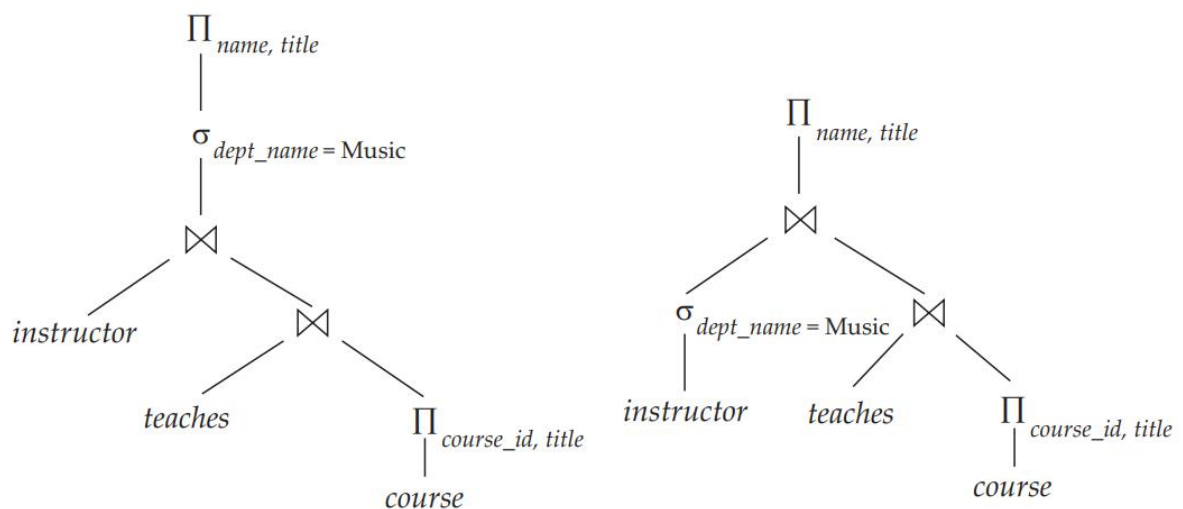 Π name, title
σ dept_name = Music
⋈
instructor
⋈
teaches
Π course_id, title
course
Π name, title
⋈
σ dept_name = Music
⋈
instructor
teaches
Π course_id, title
course